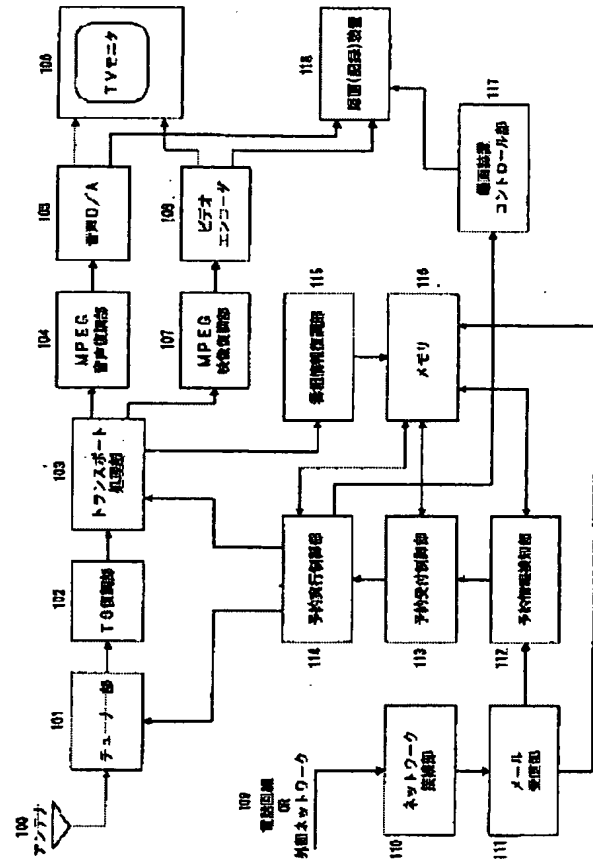 100
アンテナ
101
チューナー部
102
TS復調部
103
トランスポート
処理部
104
MPEG
音声復調部
105
音声D/A
106
TVモニタ
107
MPEG
映像復調部
108
ビデオ
エンコーダ
109
電話回線
OR
外部ネットワーク
110
ネットワーク
接続部
111
メール
受信部
112
予約情報検知部
113
予約受付制御部
114
予約実行制御部
115
番組情報復調部
116
メモリ
117
録画装置
コントロール部
118
録画(記録)装置